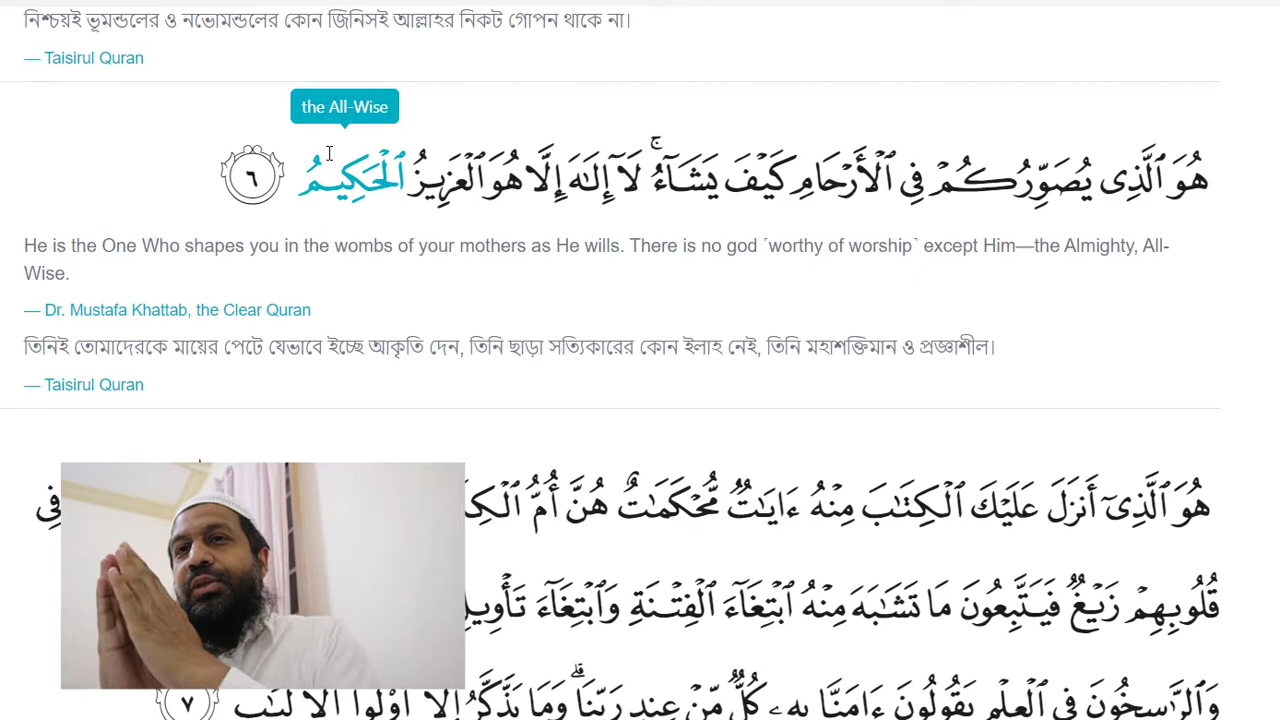 নিশ্চয়ই ভূমন্ডলের ও নভোমন্ডলের কোন জিনিসই আল্লাহর নিকট গোপন থাকে না।
— Taisirul Quran
the All-Wise
هُوَ ٱلَّذِى يُصَوِّرُكُمْ فِى ٱلْأَرْحَامِ كَيْفَ يَشَآءُ ۚ لَآ إِلَـٰهَ إِلَّا هُوَ ٱلْعَزِيزُ ٱلْحَكِيمُ ٦
He is the One Who shapes you in the wombs of your mothers as He wills. There is no god ˹worthy of worship˺ except Him—the Almighty, All-
Wise.
— Dr. Mustafa Khattab, the Clear Quran
তিনিই তোমাদেরকে মায়ের পেটে যেভাবে ইচ্ছে আকৃতি দেন, তিনি ছাড়া সত্যিকারের কোন ইলাহ নেই, তিনি মহাশক্তিমান ও প্রজ্ঞাশীল।
— Taisirul Quran
هُوَ ٱلَّذِىٓ أَنزَلَ عَلَيْكَ ٱلْكِتَـٰبَ مِنْهُ ءَايَـٰتٌ مُّحْكَمَـٰتٌ هُنَّ أُمُّ فِى
قُلُوبِهِمْ زَيْغٌ فَيَتَّبِعُونَ مَا تَشَـٰبَهَ مِنْهُ ٱبْتِغَآءَ ٱلْفِتْنَةِ وَٱبْتِغَآءَ
وَٱلرَّٰسِخُونَ فِى ٱلْعِلْمِ يَقُولُونَ ءَامَنَّا بِهِۦ كُلٌّ مِّنْ عِندِ رَبِّنَا ۗ وَمَا يَذَّكَّرُ إِلَّآ أُو۟لُوا۟ ٱلْأَلْبَـٰبِ ٧